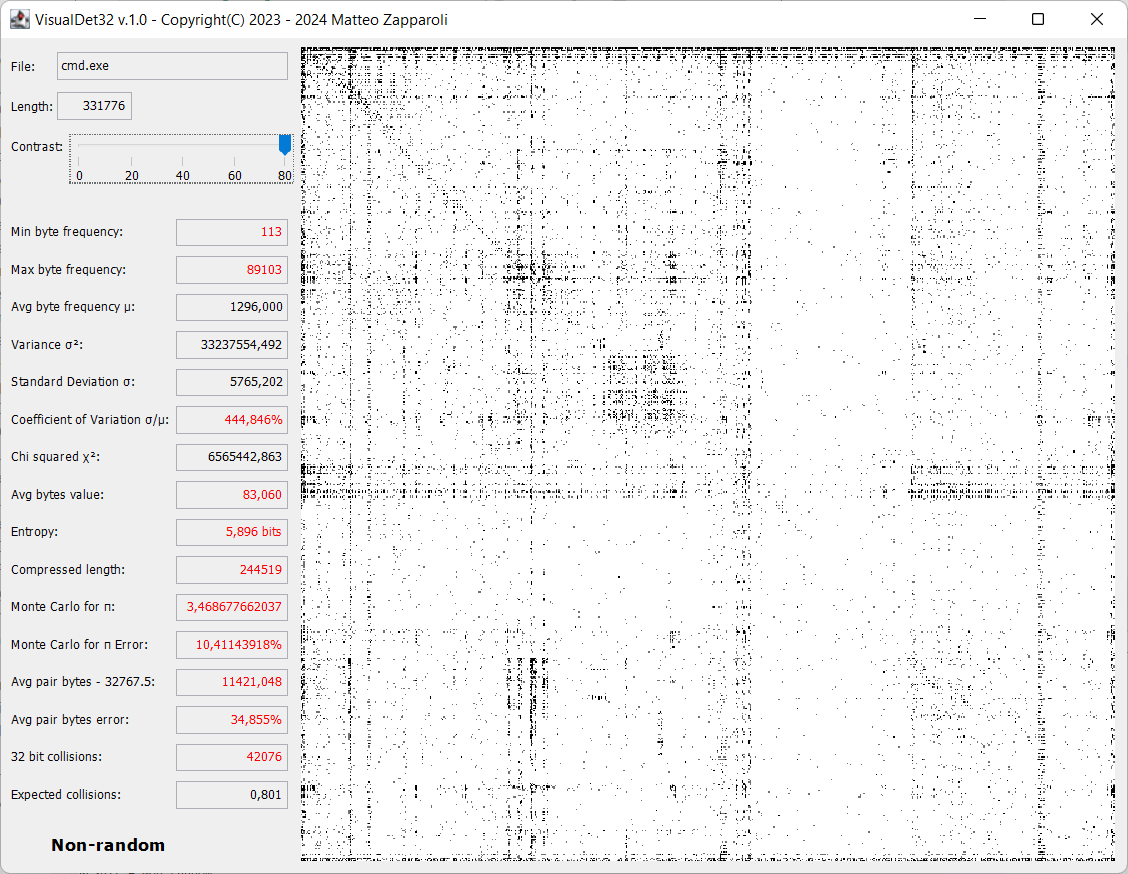 VisualDet32 v.1.0 - Copyright(C) 2023 - 2024 Matteo Zapparoli
File: cmd.exe
Length: 331776
Contrast:
0 20 40 60 80
Min byte frequency: 113
Max byte frequency: 89103
Avg byte frequency µ: 1296,000
Variance σ²: 33237554,492
Standard Deviation σ: 5765,202
Coefficient of Variation σ/µ: 444,846%
Chi squared χ²: 6565442,863
Avg bytes value: 83,060
Entropy: 5,896 bits
Compressed length: 244519
Monte Carlo for π: 3,468677662037
Monte Carlo for π Error: 10,41143918%
Avg pair bytes - 32767.5: 11421,048
Avg pair bytes error: 34,855%
32 bit collisions: 42076
Expected collisions: 0,801
Non-random